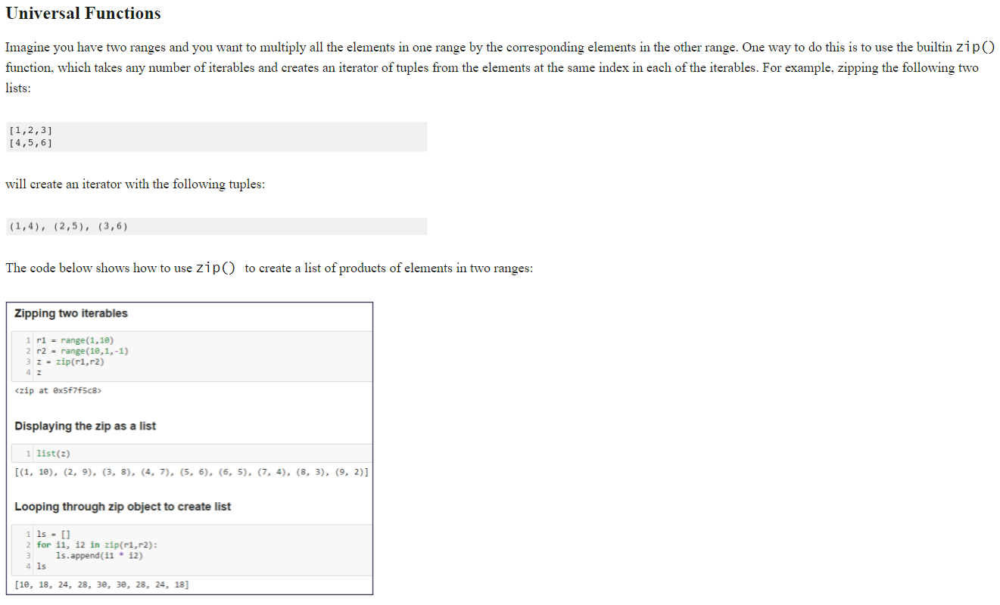 Universal Functions
Imagine you have two ranges and you want to multiply all the elements in one range by the corresponding elements in the other range. One way to do this is to use the builtin zip()
function, which takes any number of iterables and creates an iterator of tuples from the elements at the same index in each of the iterables. For example, zipping the following two
lists:
[1,2,3]
[4,5,6]
will create an iterator with the following tuples:
(1,4), (2,5), (3,6)
The code below shows how to use zip() to create a list of products of elements in two ranges:
Zipping two iterables
1 r1 = range(1,10)
2 r2 = range(10,1,-1)
3 z = zip(r1,r2)
4 z
<zip at 0x5f7f5c8>
Displaying the zip as a list
1 list(z)
[(1, 10), (2, 9), (3, 8), (4, 7), (5, 6), (6, 5), (7, 4), (8, 3), (9, 2)]
Looping through zip object to create list
1 ls = []
2 for i1, i2 in zip(r1,r2):
3     ls.append(i1 * i2)
4 ls
[10, 18, 24, 28, 30, 30, 28, 24, 18]